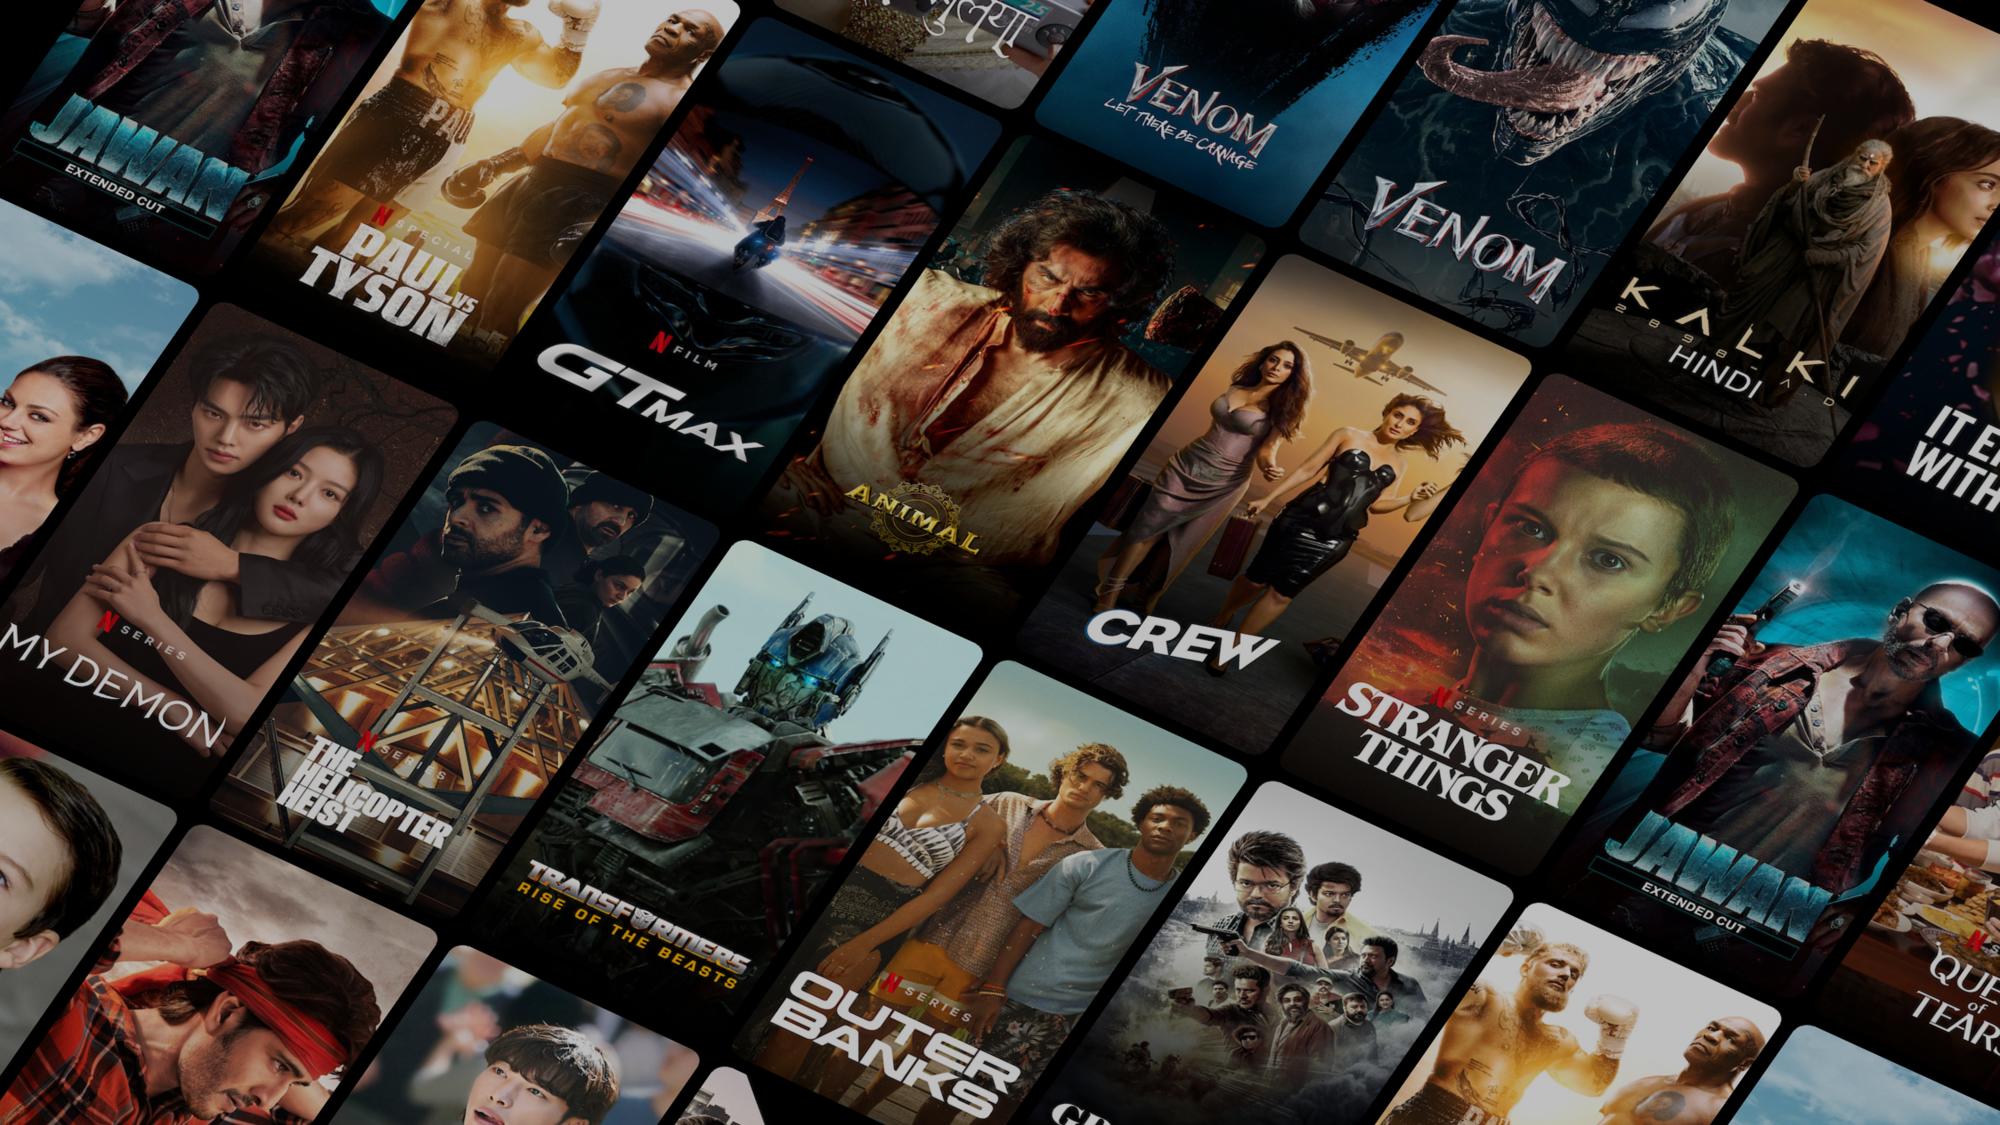 JAWAN
EXTENDED CUT
PAUL
N SPECIAL
PAUL VS
TYSON
N FILM
GTMAX
VENOM
LET THERE BE CARNAGE
VENOM
KALKI
2898-AD
HINDI
IT E
WITH
N SERIES
MY DEMON
N SERIES
THE
HELICOPTER
HEIST
ANIMAL
CREW
N SERIES
STRANGER
THINGS
TRANSFORMERS
RISE OF THE BEASTS
N SERIES
OUTER
BANKS
JAWAN
EXTENDED CUT
N S
QUE
of
TEARS